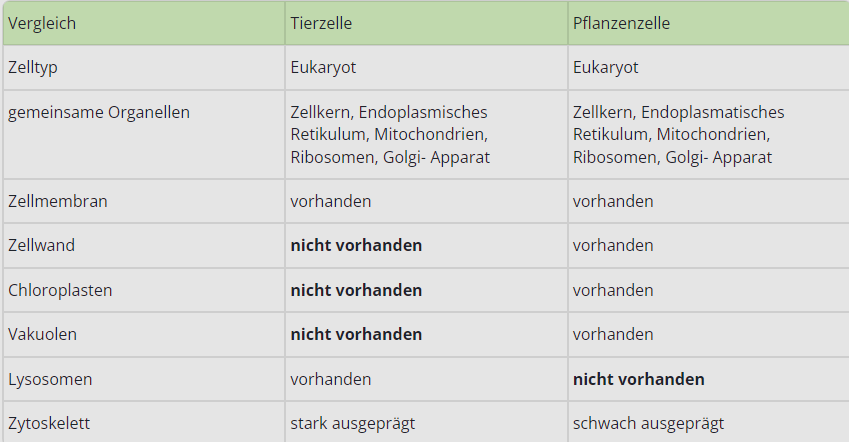 Vergleich Tierzelle Pflanzenzelle
Zelltyp Eukaryot Eukaryot
gemeinsame Organellen Zellkern, Endoplasmisches Zellkern, Endoplasmatisches
Retikulum, Mitochondrien, Retikulum, Mitochondrien,
Ribosomen, Golgi- Apparat Ribosomen, Golgi- Apparat
Zellmembran vorhanden vorhanden
Zellwand nicht vorhanden vorhanden
Chloroplasten nicht vorhanden vorhanden
Vakuolen nicht vorhanden vorhanden
Lysosomen vorhanden nicht vorhanden
Zytoskelett stark ausgeprägt schwach ausgeprägt